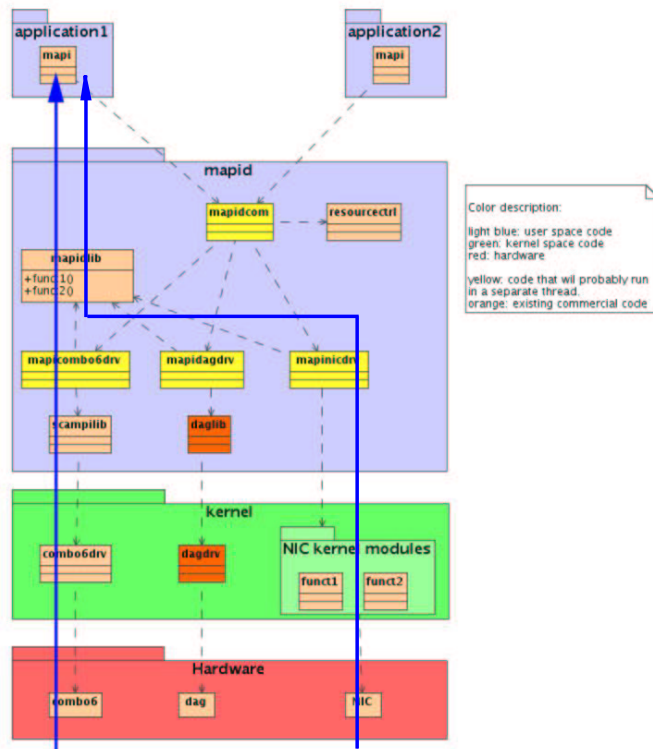 application1
application2
mapi
mapi
mapid
mapidcom
resourcectrl
mapidlib
+func1()
+func2()
mapicombo6drv
mapidagdrv
mapinicdrv
scampilib
daglib
kernel
combo6drv
dagdrv
NIC kernel modules
funct1
funct2
Hardware
combo6
dag
NIC
Color description:
light blue: user space code
green: kernel space code
red: hardware
yellow: code that wil probably run
in a separate thread.
orange: existing commercial code